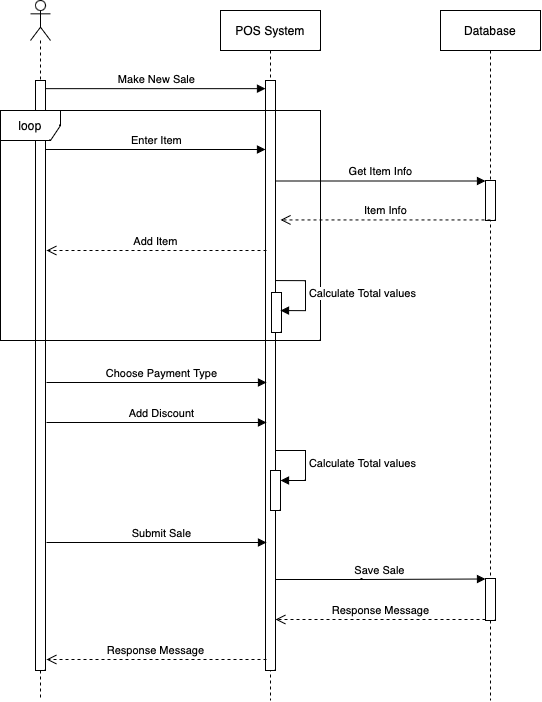 POS System
Database
Make New Sale
loop
Enter Item
Get Item Info
Item Info
Add Item
Calculate Total values
Choose Payment Type
Add Discount
Calculate Total values
Submit Sale
Save Sale
Response Message
Response Message